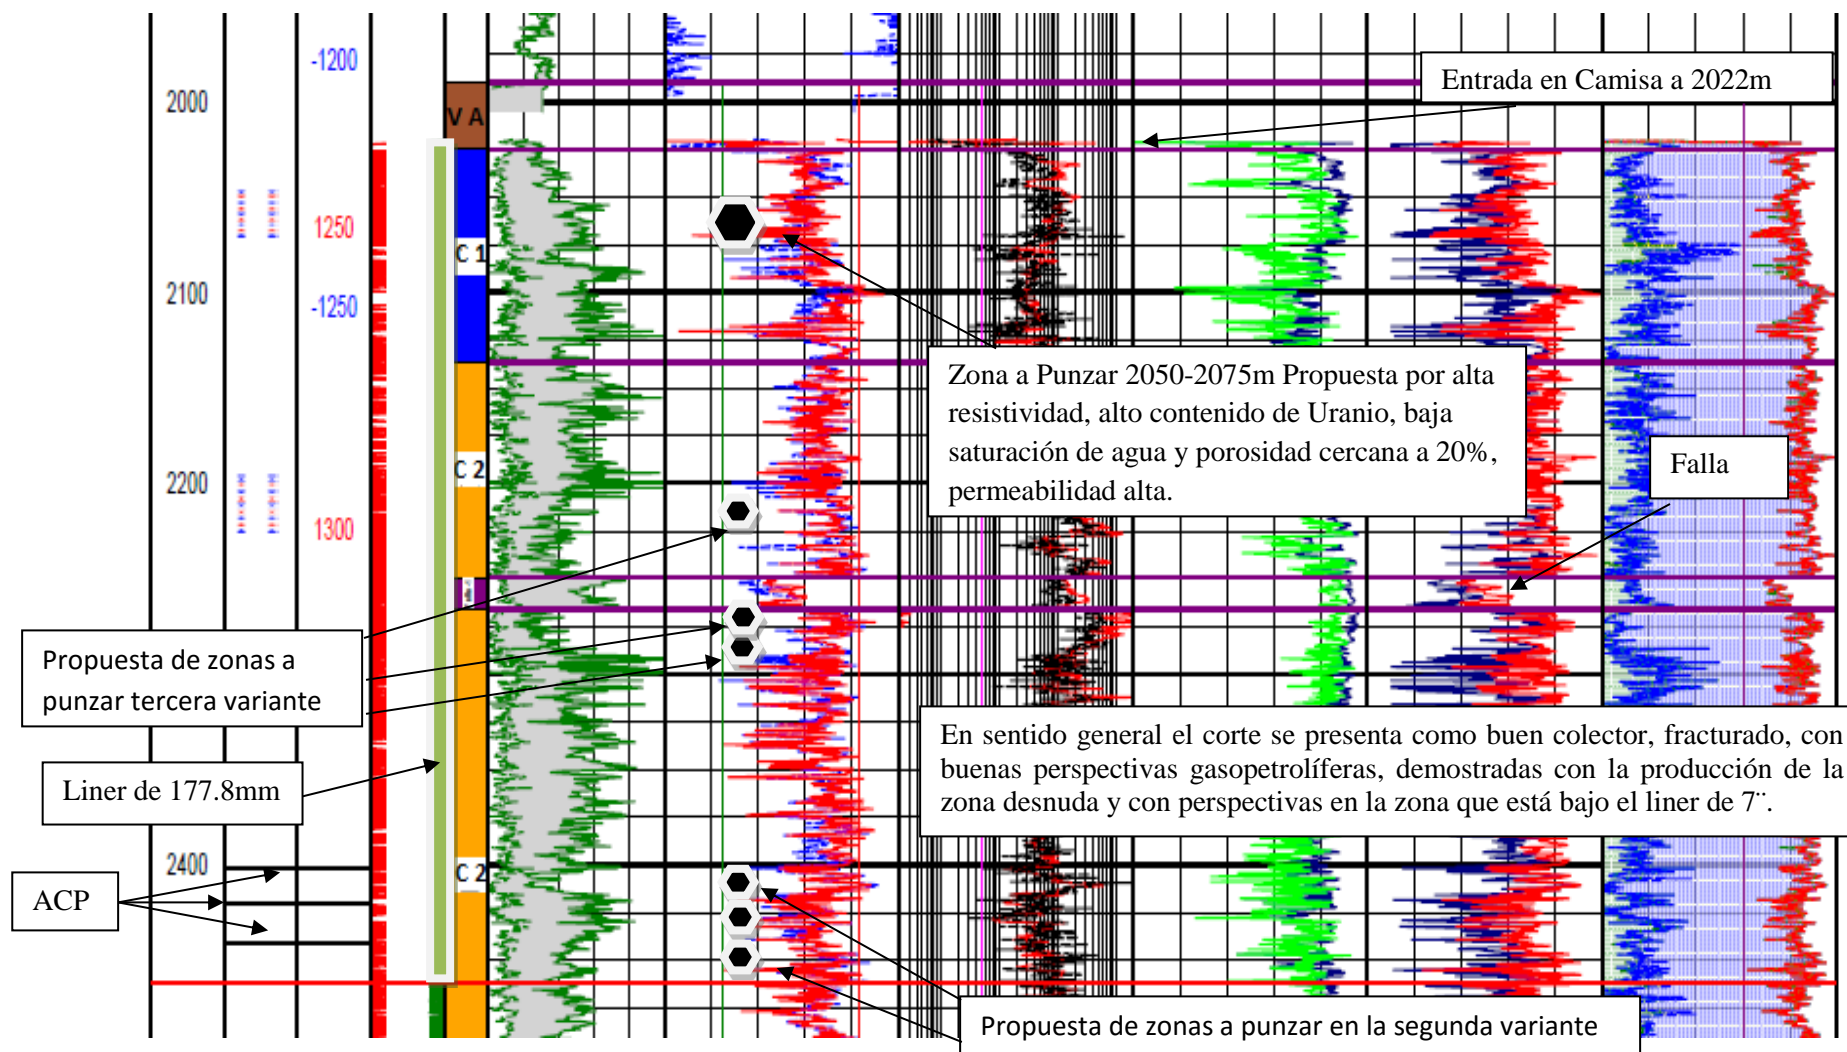 -1200
Entrada en Camisa a 2022m
2000
V A
1250
C 1
2100
-1250
Zona a Punzar 2050-2075m Propuesta por alta
resistividad, alto contenido de Uranio, baja
saturación de agua y porosidad cercana a 20%,
permeabilidad alta.
Falla
C 2
2200
1300
Propuesta de zonas a
punzar tercera variante
Liner de 177.8mm
En sentido general el corte se presenta como buen colector, fracturado, con
buenas perspectivas gasopetrolíferas, demostradas con la producción de la
zona desnuda y con perspectivas en la zona que está bajo el liner de 7¨.
2400
C 2
ACP
Propuesta de zonas a punzar en la segunda variante